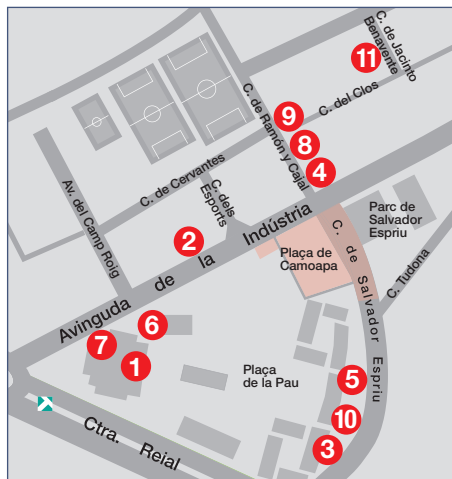 C. de Jacinto
Benavente
11
C. del Clos
9
C. de Ramón y Cajal
8
4
C. de Cervantes
C. dels
Esports
Av. del Camp Roig
2
Avinguda de la Indústria
Parc de
Salvador
Espriu
Plaça de
Camoapa
C. de Salvador Espriu
C. Tudona
6
7
1
Plaça
de la Pau
5
10
3
Ctra. Reial